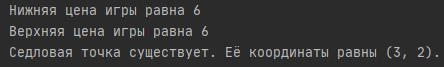 Нижняя цена игры равна 6
Верхняя цена игры равна 6
Седловая точка существует. Её координаты равны (3, 2).